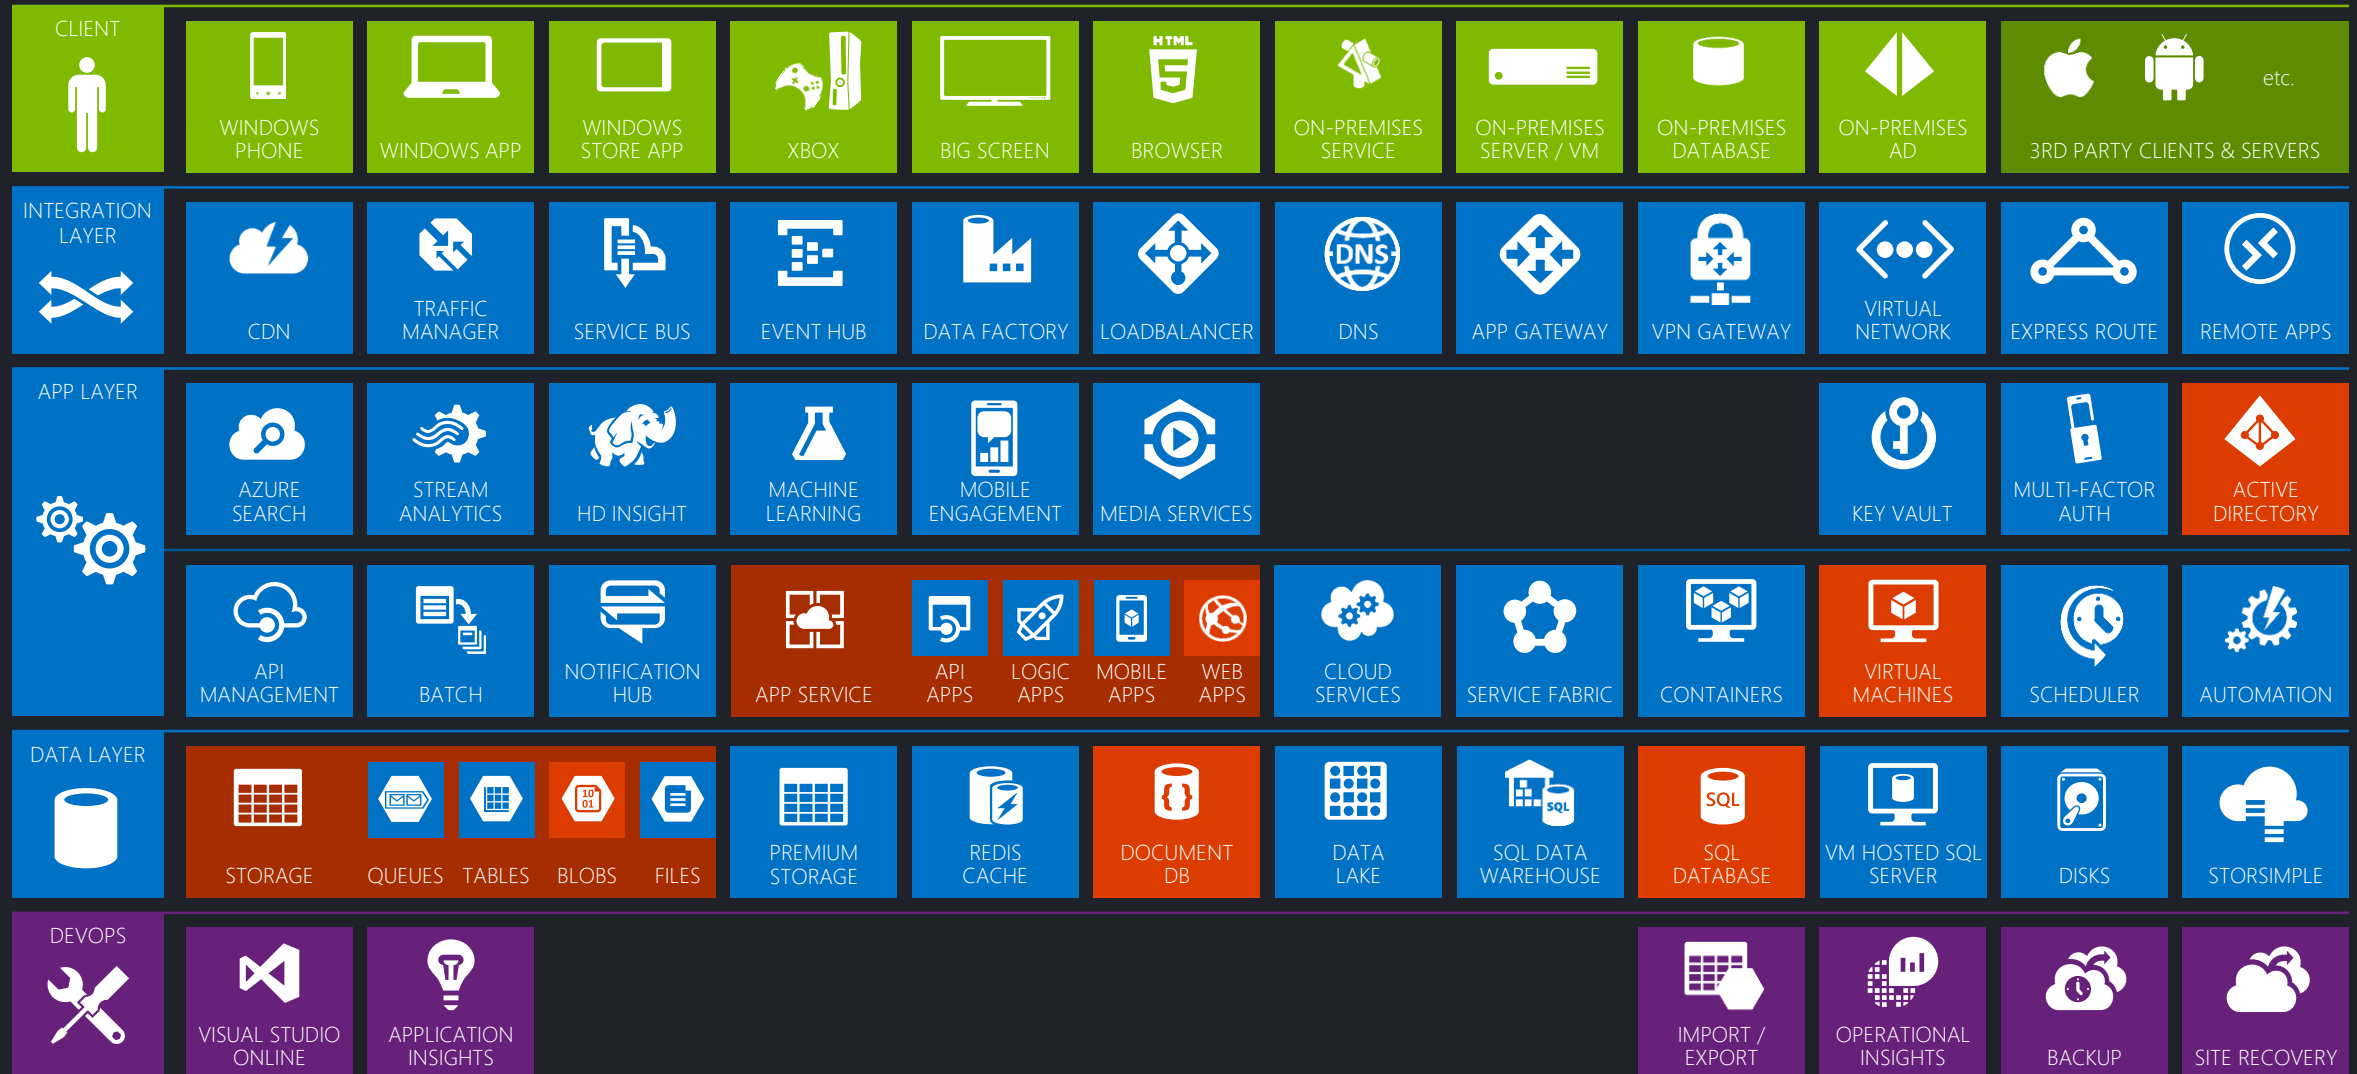 CLIENT
WINDOWS
PHONE
WINDOWS APP
WINDOWS
STORE APP
XBOX
BIG SCREEN
HTML
5
BROWSER
ON-PREMISES
SERVICE
ON-PREMISES
SERVER / VM
ON-PREMISES
DATABASE
ON-PREMISES
AD
etc.
3RD PARTY CLIENTS & SERVERS
INTEGRATION
LAYER
CDN
TRAFFIC
MANAGER
SERVICE BUS
EVENT HUB
DATA FACTORY
LOADBALANCER
DNS
DNS
APP GATEWAY
VPN GATEWAY
VIRTUAL
NETWORK
EXPRESS ROUTE
REMOTE APPS
APP LAYER
AZURE
SEARCH
STREAM
ANALYTICS
HD INSIGHT
MACHINE
LEARNING
MOBILE
ENGAGEMENT
MEDIA SERVICES
KEY VAULT
MULTI-FACTOR
AUTH
ACTIVE
DIRECTORY
API
MANAGEMENT
BATCH
NOTIFICATION
HUB
APP SERVICE
API
APPS
LOGIC
APPS
MOBILE
APPS
WEB
APPS
CLOUD
SERVICES
SERVICE FABRIC
CONTAINERS
VIRTUAL
MACHINES
SCHEDULER
AUTOMATION
DATA LAYER
STORAGE
QUEUES
TABLES
10
01
BLOBS
FILES
PREMIUM
STORAGE
REDIS
CACHE
{ }
DOCUMENT
DB
DATA
LAKE
SQL
SQL DATA
WAREHOUSE
SQL
SQL
DATABASE
VM HOSTED SQL
SERVER
DISKS
STORSIMPLE
DEVOPS
VISUAL STUDIO
ONLINE
APPLICATION
INSIGHTS
IMPORT /
EXPORT
OPERATIONAL
INSIGHTS
BACKUP
SITE RECOVERY